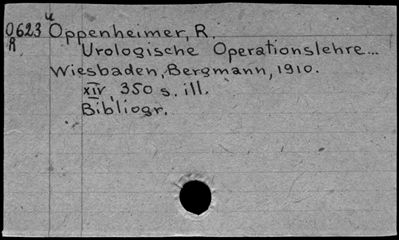 u
0623 Oppenheimer, R.
R Urologische Operationslehre...
Wiesbaden, Bergmann, 1910.
XIV, 350 s. ill.
Bibliogr.